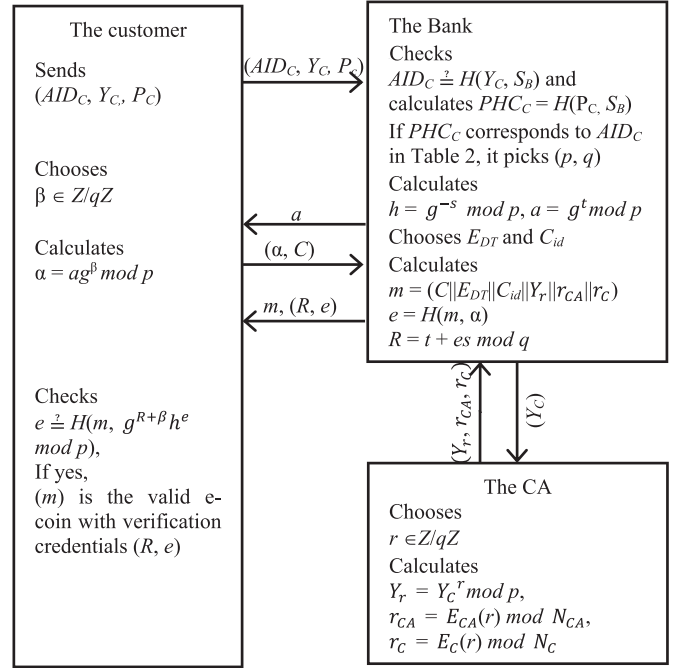 The customer
Sends
(AID_C, Y_C, P_C)
Chooses
β ∈ Z/qZ
Calculates
α = ag^β mod p
Checks
e ≟ H(m, g^{R+β}h^e
mod p),
If yes,
(m) is the valid e-
coin with verification
credentials (R, e)
(AID_C, Y_C, P_C)
a
(α, C)
m, (R, e)
The Bank
Checks
AID_C ≟ H(Y_C, S_B) and
calculates PHC_C = H(P_C, S_B)
If PHC_C corresponds to AID_C
in Table 2, it picks (p, q)
Calculates
h = g^{-s} mod p, a = g^t mod p
Chooses E_DT and C_id
Calculates
m = (C||E_DT||C_id||Y_r||r_CA||r_C)
e = H(m, α)
R = t + es mod q
(Y_r, r_CA, r_C)
(Y_C)
The CA
Chooses
r ∈Z/qZ
Calculates
Y_r = Y_C^r mod p,
r_CA = E_CA(r) mod N_CA,
r_C = E_C(r) mod N_C